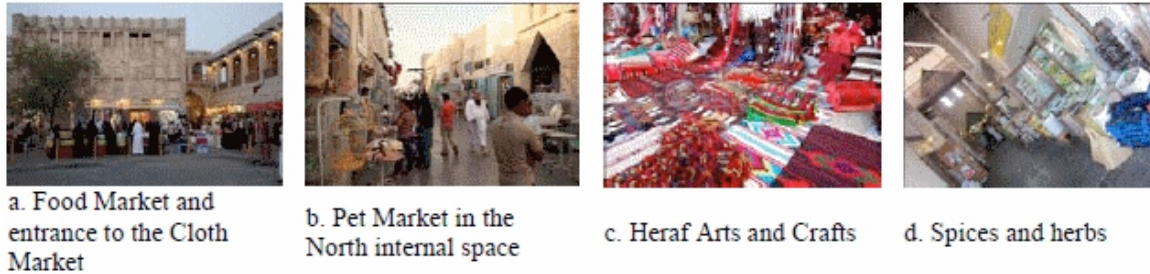 a. Food Market and
entrance to the Cloth
Market
b. Pet Market in the
North internal space
c. Heraf Arts and Crafts
d. Spices and herbs